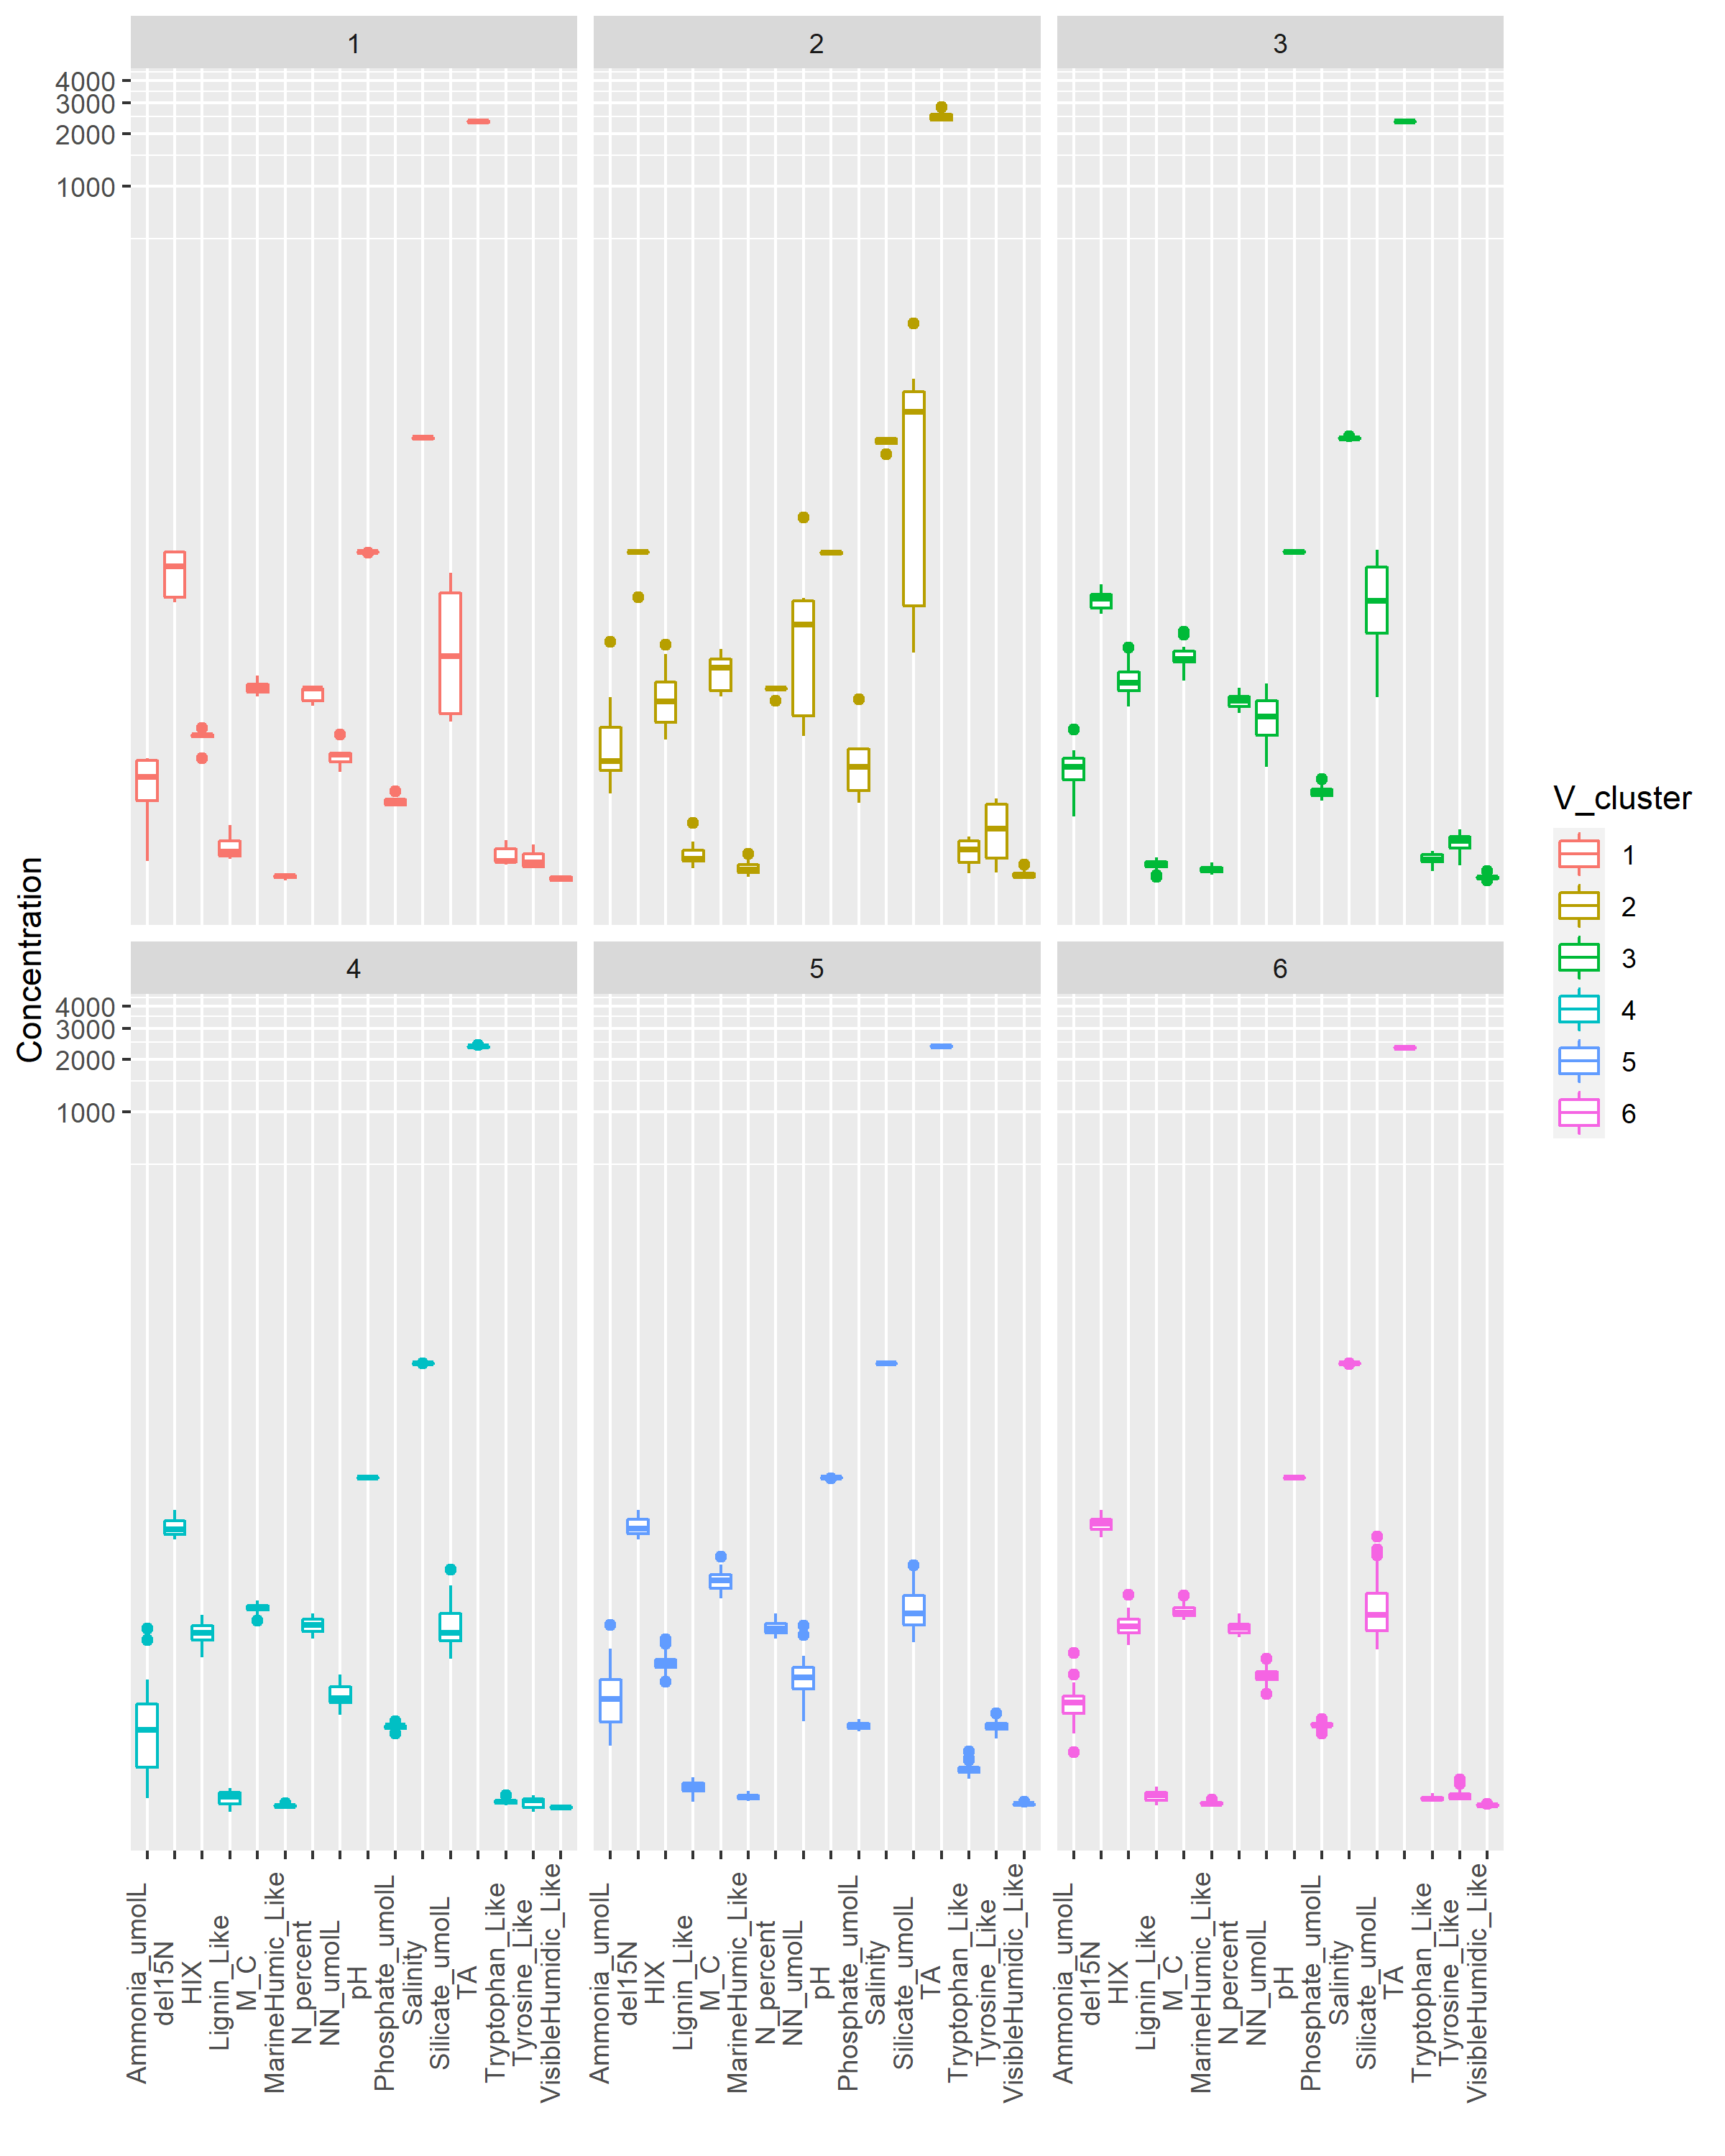 1
2
3
4000
3000
2000
1000
Concentration
4
5
6
4000
3000
2000
1000
V_cluster
1
2
3
4
5
6
Ammonia_umolL
del15N
HIX
Lignin_Like
M_C
MarineHumic_Like
N_percent
NN_umolL
pH
Phosphate_umolL
Salinity
Silicate_umolL
TA
Tryptophan_Like
Tyrosine_Like
VisibleHumidic_Like
Ammonia_umolL
del15N
HIX
Lignin_Like
M_C
MarineHumic_Like
N_percent
NN_umolL
pH
Phosphate_umolL
Salinity
Silicate_umolL
TA
Tryptophan_Like
Tyrosine_Like
VisibleHumidic_Like
Ammonia_umolL
del15N
HIX
Lignin_Like
M_C
MarineHumic_Like
N_percent
NN_umolL
pH
Phosphate_umolL
Salinity
Silicate_umolL
TA
Tryptophan_Like
Tyrosine_Like
VisibleHumidic_Like